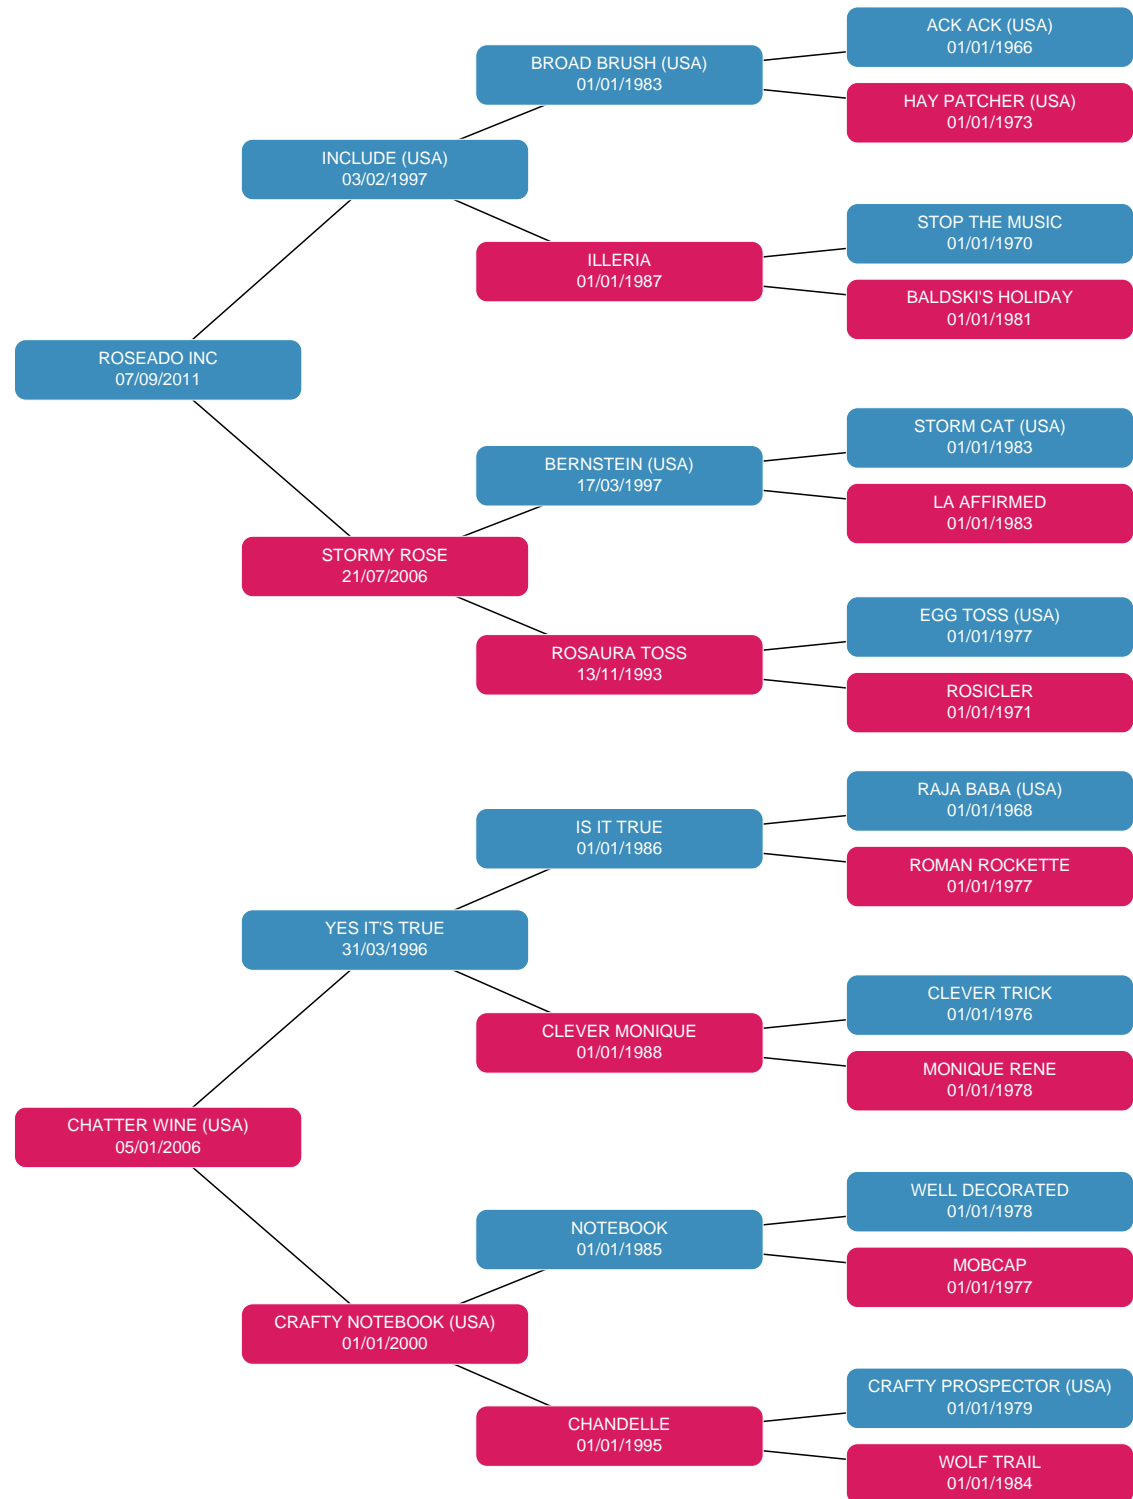 ACK ACK (USA)
01/01/1966
BROAD BRUSH (USA)
01/01/1983
HAY PATCHER (USA)
01/01/1973
INCLUDE (USA)
03/02/1997
STOP THE MUSIC
01/01/1970
ILLERIA
01/01/1987
BALDSKI'S HOLIDAY
01/01/1981
ROSEADO INC
07/09/2011
STORM CAT (USA)
01/01/1983
BERNSTEIN (USA)
17/03/1997
LA AFFIRMED
01/01/1983
STORMY ROSE
21/07/2006
EGG TOSS (USA)
01/01/1977
ROSAURA TOSS
13/11/1993
ROSICLER
01/01/1971
RAJA BABA (USA)
01/01/1968
IS IT TRUE
01/01/1986
ROMAN ROCKETTE
01/01/1977
YES IT'S TRUE
31/03/1996
CLEVER TRICK
01/01/1976
CLEVER MONIQUE
01/01/1988
MONIQUE RENE
01/01/1978
CHATTER WINE (USA)
05/01/2006
WELL DECORATED
01/01/1978
NOTEBOOK
01/01/1985
MOBCAP
01/01/1977
CRAFTY NOTEBOOK (USA)
01/01/2000
CRAFTY PROSPECTOR (USA)
01/01/1979
CHANDELLE
01/01/1995
WOLF TRAIL
01/01/1984